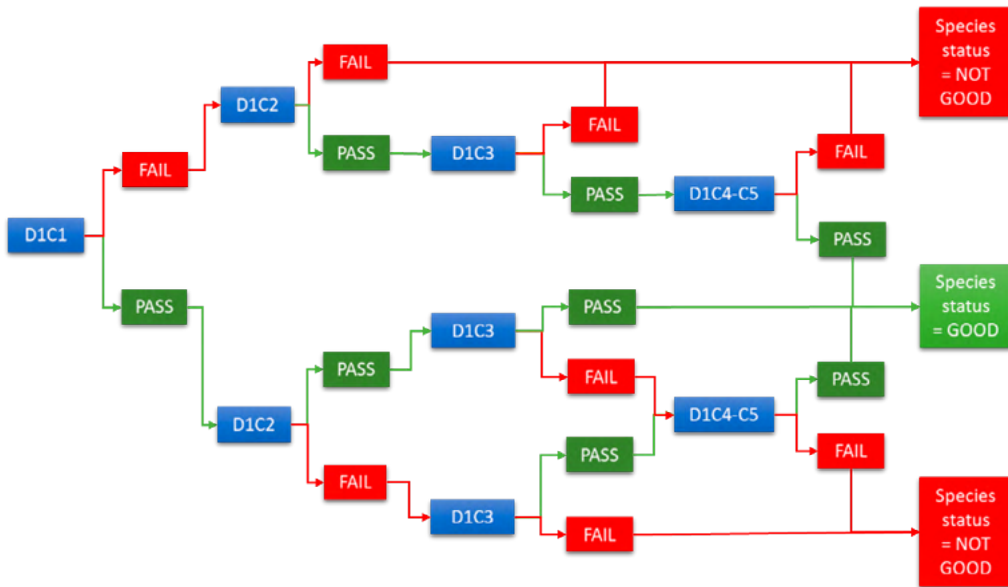 Species
status
= NOT
GOOD
FAIL
D1C2
FAIL
FAIL
PASS
D1C3
FAIL
PASS
D1C4-C5
D1C1
PASS
PASS
PASS
Species
status
= GOOD
D1C3
PASS
FAIL
PASS
D1C2
D1C4-C5
PASS
FAIL
FAIL
D1C3
FAIL
Species
status
= NOT
GOOD